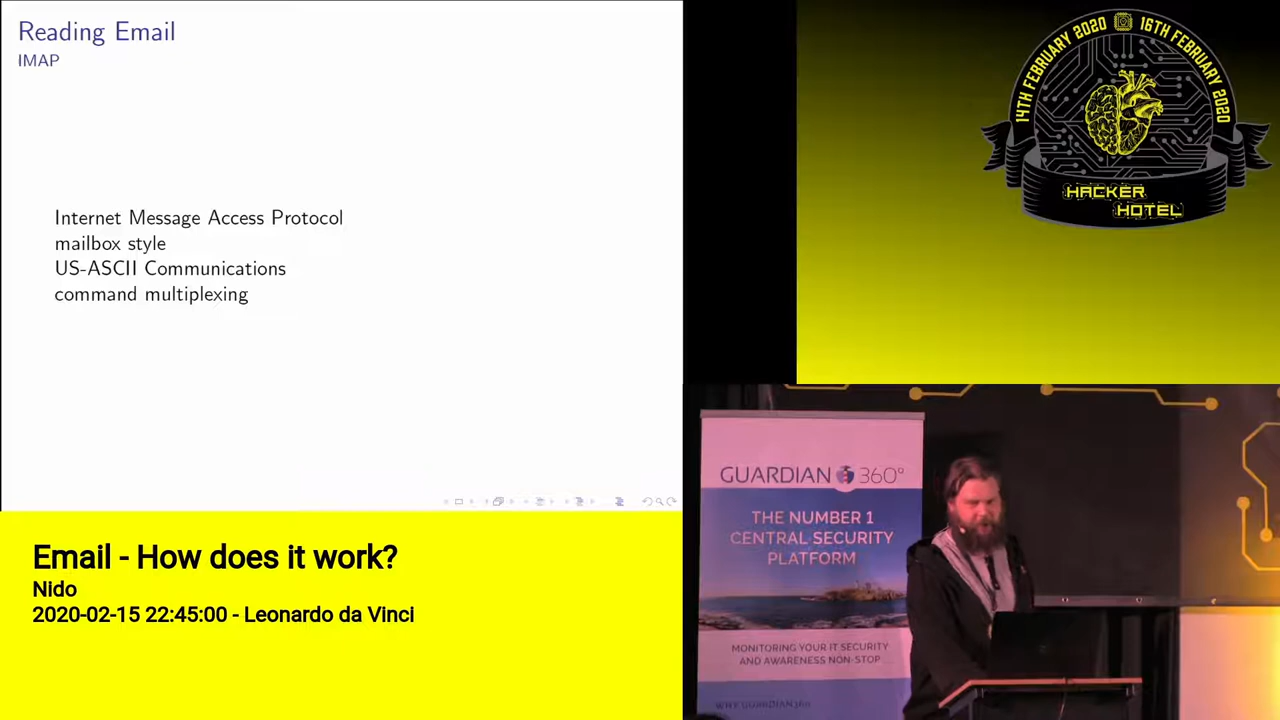 Reading Email
IMAP
Internet Message Access Protocol
mailbox style
US-ASCII Communications
command multiplexing
Email - How does it work?
Nido
2020-02-15 22:45:00 - Leonardo da Vinci
14TH FEBRUARY 2020 16TH FEBRUARY 2020
HACKER
HOTEL
GUARDIAN 360°
THE NUMBER 1
CENTRAL SECURITY
PLATFORM
MONITORING YOUR IT SECURITY
AND AWARENESS NON-STOP
WHY GUARDIAN360